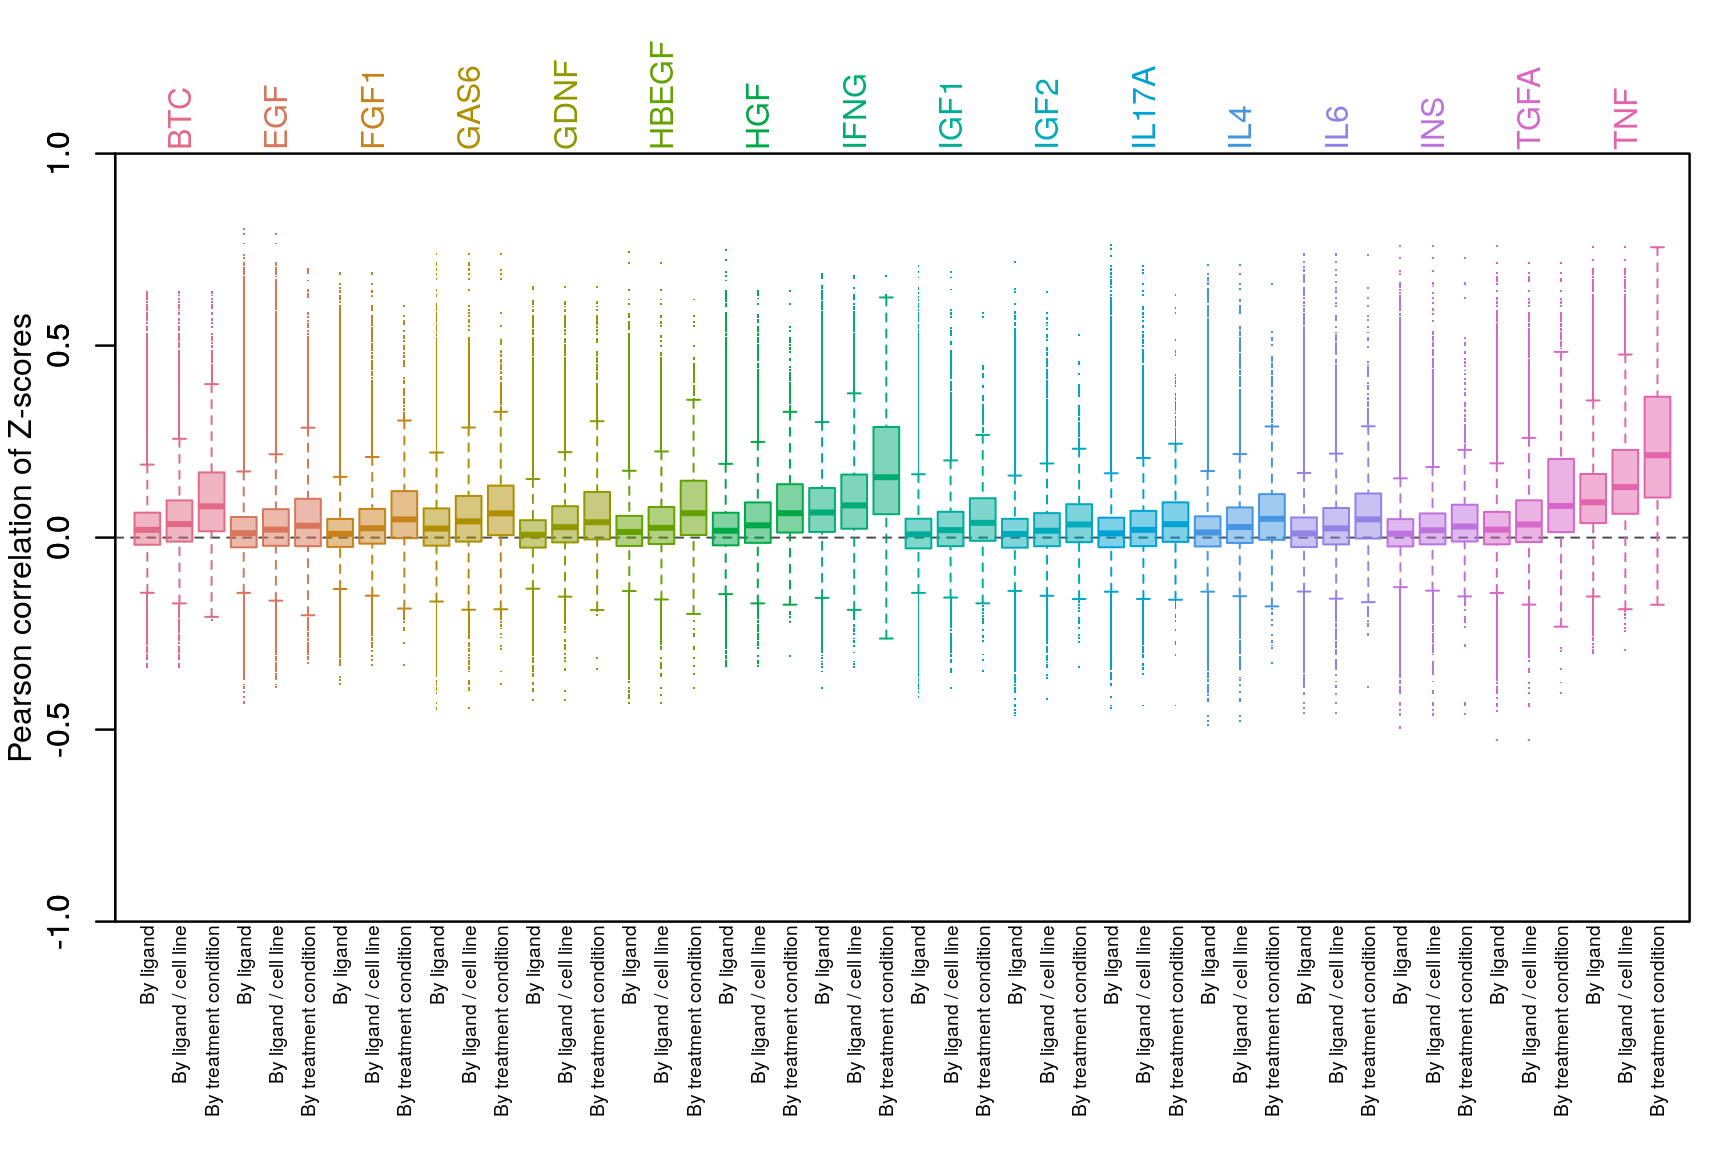 BTC
EGF
FGF1
GAS6
GDNF
HBEGF
HGF
IFNG
IGF1
IGF2
IL17A
IL4
IL6
INS
TGFA
TNF
Pearson correlation of Z-scores
1.0
0.5
0.0
-0.5
-1.0
By ligand
By ligand / cell line
By treatment condition
By ligand
By ligand / cell line
By treatment condition
By ligand
By ligand / cell line
By treatment condition
By ligand
By ligand / cell line
By treatment condition
By ligand
By ligand / cell line
By treatment condition
By ligand
By ligand / cell line
By treatment condition
By ligand
By ligand / cell line
By treatment condition
By ligand
By ligand / cell line
By treatment condition
By ligand
By ligand / cell line
By treatment condition
By ligand
By ligand / cell line
By treatment condition
By ligand
By ligand / cell line
By treatment condition
By ligand
By ligand / cell line
By treatment condition
By ligand
By ligand / cell line
By treatment condition
By ligand
By ligand / cell line
By treatment condition
By ligand
By ligand / cell line
By treatment condition
By ligand
By ligand / cell line
By treatment condition